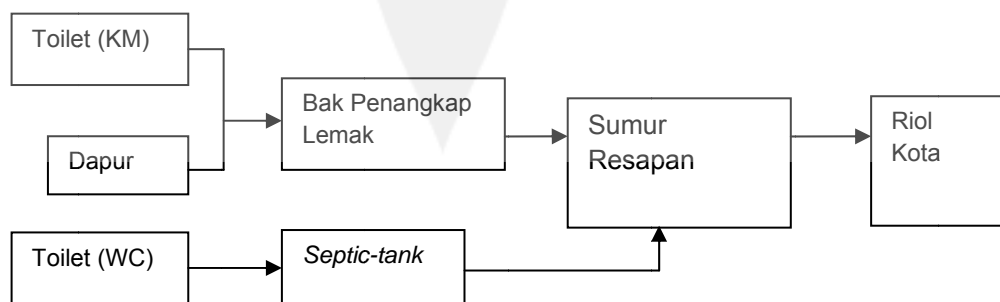 Toilet (KM)
Dapur
Bak Penangkap
Lemak
Sumur
Resapan
Riol
Kota
Toilet (WC)
Septic-tank